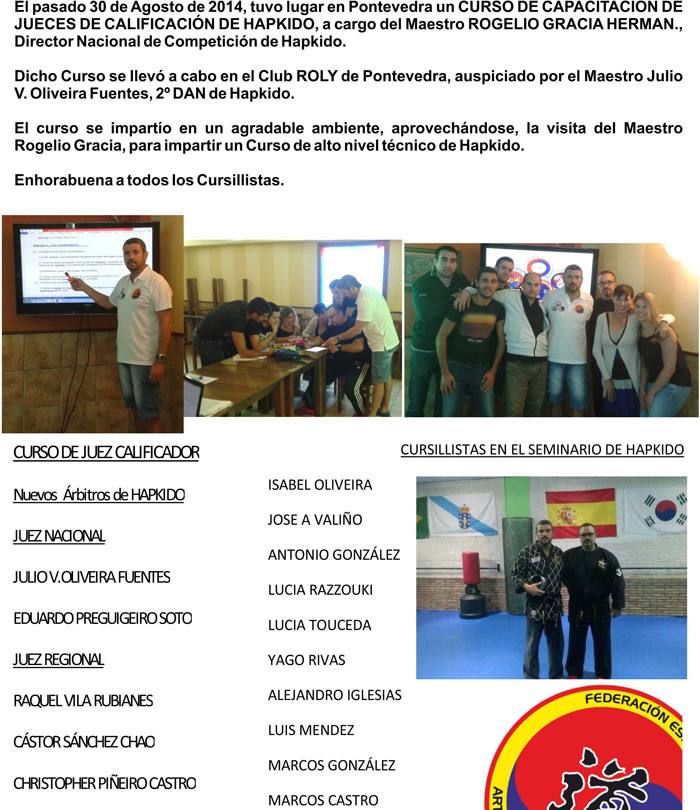 El pasado 30 de Agosto de 2014, tuvo lugar en Pontevedra un CURSO DE CAPACITACIÓN DE
JUECES DE CALIFICACIÓN DE HAPKIDO, a cargo del Maestro ROGELIO GRACIA HERMAN.,
Director Nacional de Competición de Hapkido.
Dicho Curso se llevó a cabo en el Club ROLY de Pontevedra, auspiciado por el Maestro Julio
V. Oliveira Fuentes, 2º DAN de Hapkido.
El curso se impartío en un agradable ambiente, aprovechándose, la visita del Maestro
Rogelio Gracia, para impartir un Curso de alto nivel técnico de Hapkido.
Enhorabuena a todos los Cursillistas.
CURSO DE JUEZ CALIFICADOR
Nuevos Árbitros de HAPKIDO
JUEZ NACIONAL
JULIO V.OLIVEIRA FUENTES
EDUARDO PREGUIGEIRO SOTO
JUEZ REGIONAL
RAQUEL VILA RUBIANES
CÁSTOR SÁNCHEZ CHAO
CHRISTOPHER PIÑEIRO CASTRO
CURSILLISTAS EN EL SEMINARIO DE HAPKIDO
ISABEL OLIVEIRA
JOSE A VALIÑO
ANTONIO GONZÁLEZ
LUCIA RAZZOUKI
LUCIA TOUCEDA
YAGO RIVAS
ALEJANDRO IGLESIAS
LUIS MENDEZ
MARCOS GONZÁLEZ
MARCOS CASTRO
FEDERACIÓN ES
ART